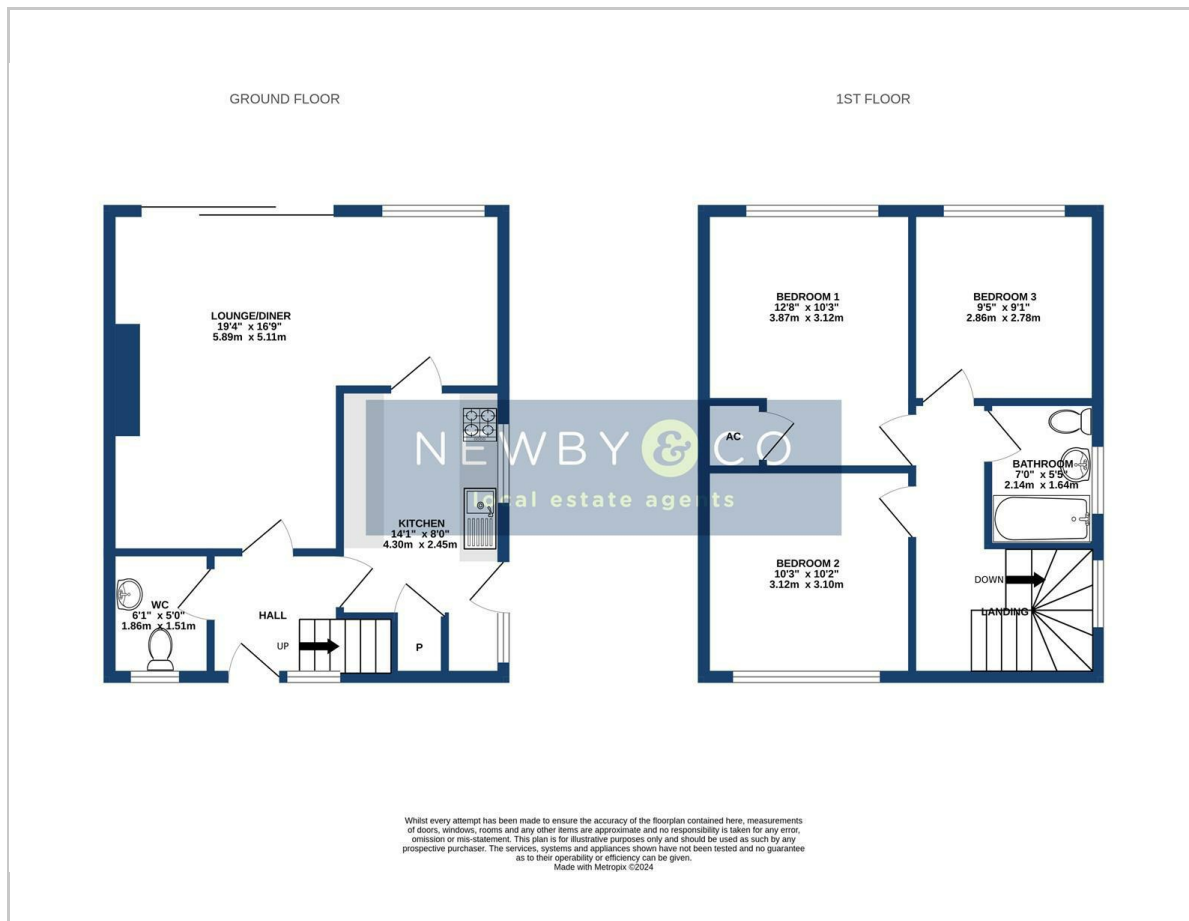 GROUND FLOOR
1ST FLOOR
LOUNGE/DINER
19'4" x 16'9"
5.89m x 5.11m
KITCHEN
14'1" x 8'0"
4.30m x 2.45m
WC
6'1" x 5'0"
1.86m x 1.51m
HALL
UP
P
BEDROOM 1
12'8" x 10'3"
3.87m x 3.12m
BEDROOM 3
9'5" x 9'1"
2.86m x 2.78m
AC
BATHROOM
7'0" x 5'5"
2.14m x 1.64m
BEDROOM 2
10'3" x 10'2"
3.12m x 3.10m
DOWN
LANDING
NEWBY & CO
local estate agents
Whilst every attempt has been made to ensure the accuracy of the floorplan contained here, measurements
of doors, windows, rooms and any other items are approximate and no responsibility is taken for any error,
omission or mis-statement. This plan is for illustrative purposes only and should be used as such by any
prospective purchaser. The services, systems and appliances shown have not been tested and no guarantee
as to their operability or efficiency can be given.
Made with Metropix ©2024